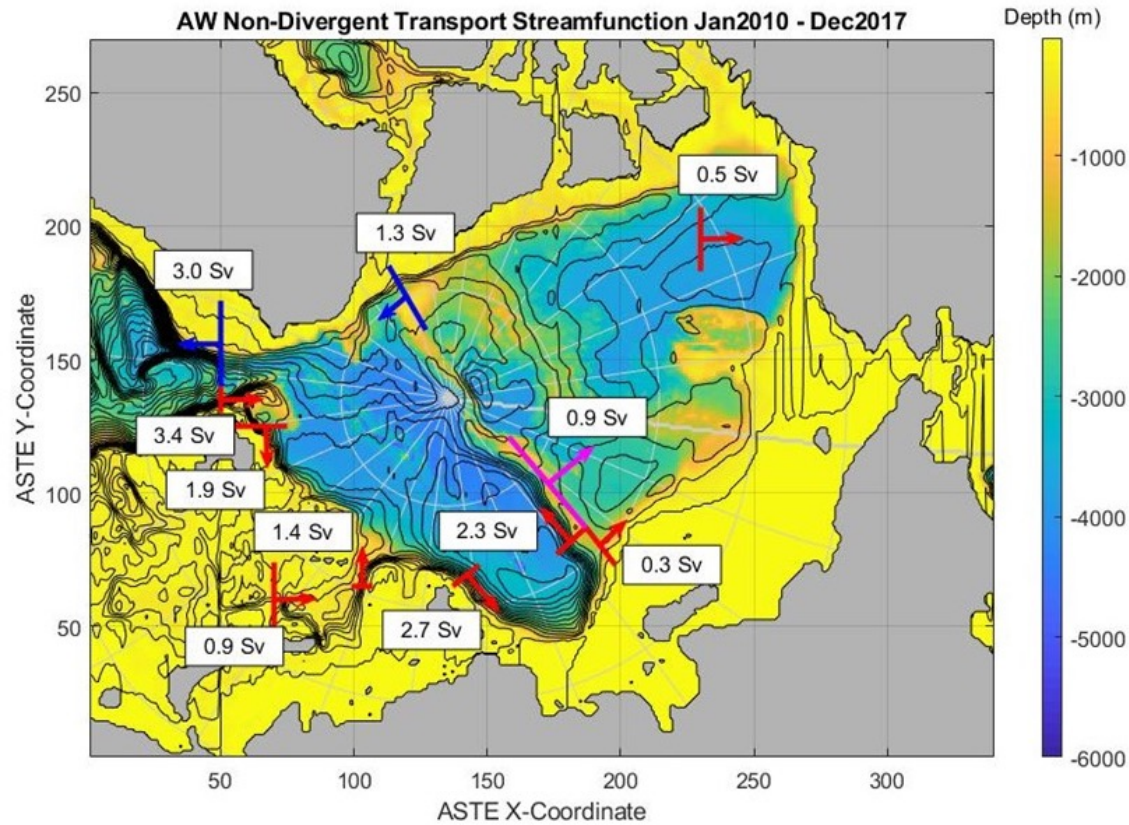 AW Non-Divergent Transport Streamfunction Jan2010 - Dec2017
Depth (m)
ASTE Y-Coordinate
250
200
150
100
50
0.5 Sv
1.3 Sv
3.0 Sv
0.9 Sv
3.4 Sv
1.9 Sv
1.4 Sv
2.3 Sv
0.3 Sv
2.7 Sv
0.9 Sv
50
100
150
200
250
300
ASTE X-Coordinate
-1000
-2000
-3000
-4000
-5000
-6000